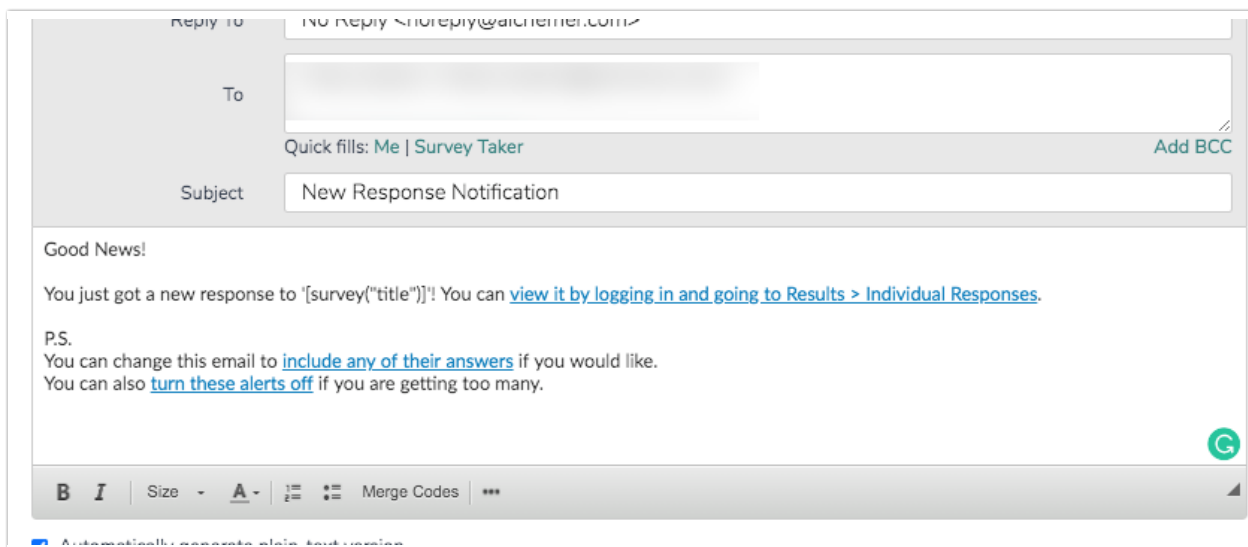 Reply To No Reply <noreply@alchemer.com>
To
Quick fills: Me | Survey Taker Add BCC
Subject New Response Notification
Good News!
You just got a new response to '[survey("title")]'! You can view it by logging in and going to Results > Individual Responses.
P.S.
You can change this email to include any of their answers if you would like.
You can also turn these alerts off if you are getting too many.
B I Size A Merge Codes
Automatically generate plain-text version